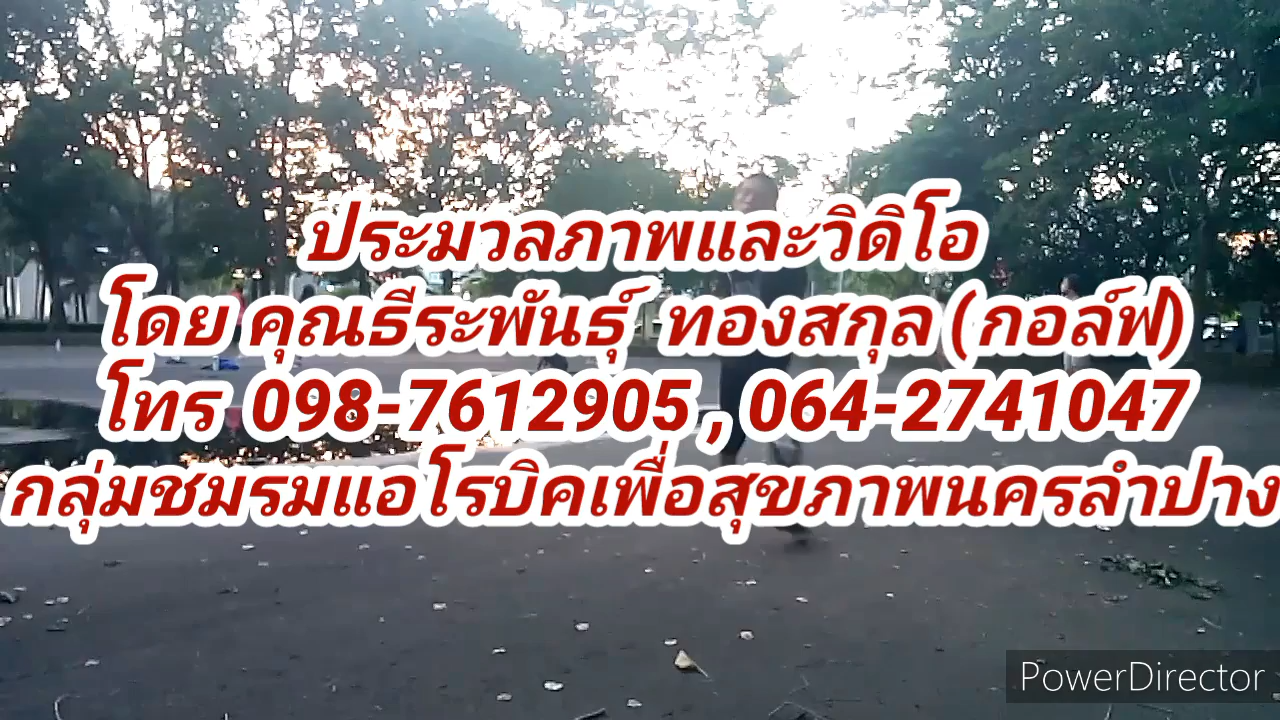 ประมวลภาพและวิดิโอ
โดย คุณธีระพันธุ์ ทองสกุล (กอล์ฟ)
โทร 098-7612905 , 064-2741047
กลุ่มชมรมแอโรบิคเพื่อสุขภาพนครลำปาง
PowerDirector